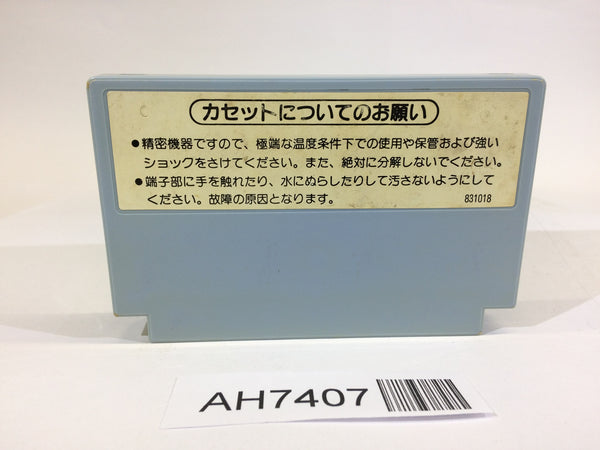 カセットについてのお願い
●精密機器ですので、極端な温度条件下での使用や保管および強い
ショックをさけてください。また、絶対に分解しないでください。
●端子部に手を触れたり、水にぬらしたりして汚さないようにして
ください。故障の原因となります。
831018
AH7407